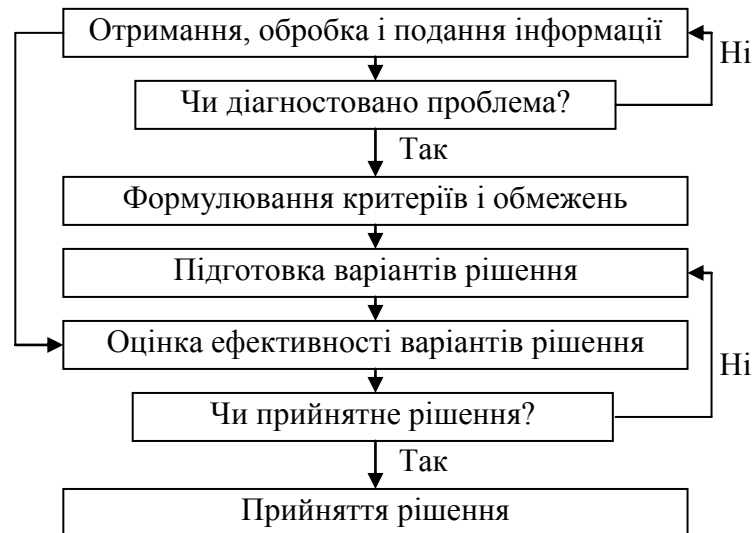 Отримання, обробка і подання інформації
Ні
Чи діагностовано проблема?
Так
Формулювання критеріїв і обмежень
Підготовка варіантів рішення
Оцінка ефективності варіантів рішення
Ні
Чи прийнятне рішення?
Так
Прийняття рішення